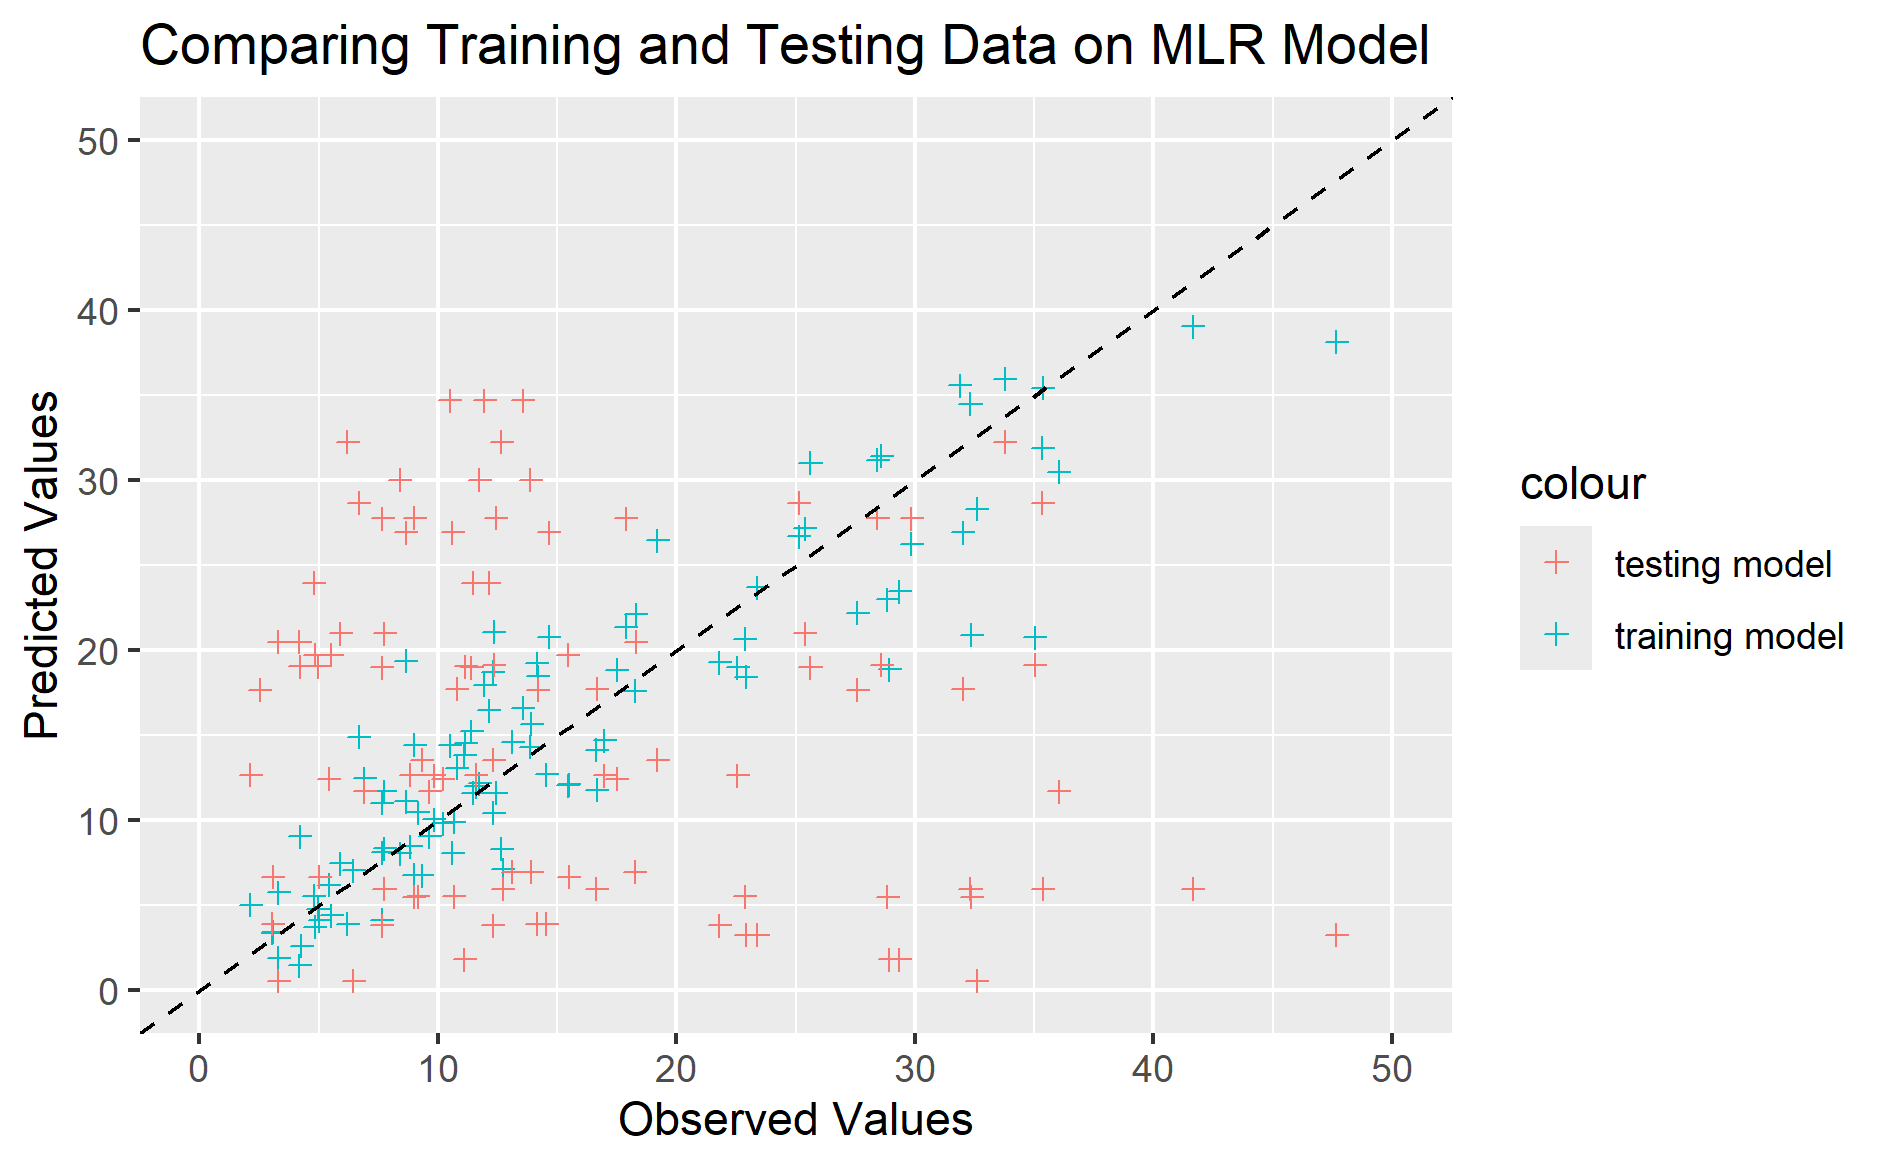 Comparing Training and Testing Data on MLR Model
50
40
30
20
10
0
Predicted Values
0 10 20 30 40 50
Observed Values
colour
testing model
training model